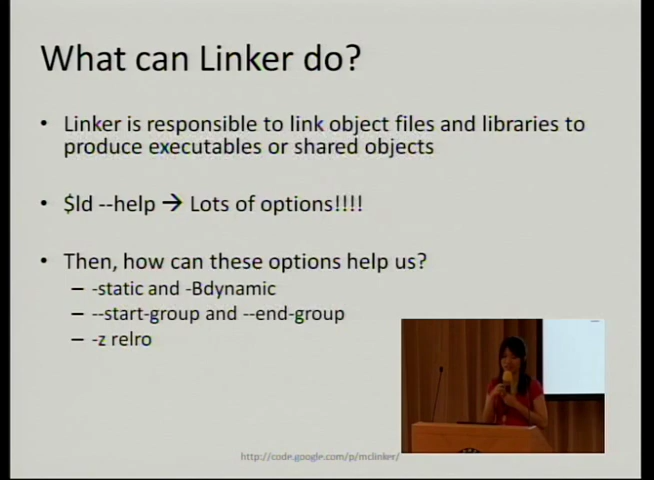 What can Linker do?
• Linker is responsible to link object files and libraries to
produce executables or shared objects
• $ld --help → Lots of options!!!!
• Then, how can these options help us?
– -static and -Bdynamic
– --start-group and --end-group
– -z relro
http://code.google.com/p/mclinker/